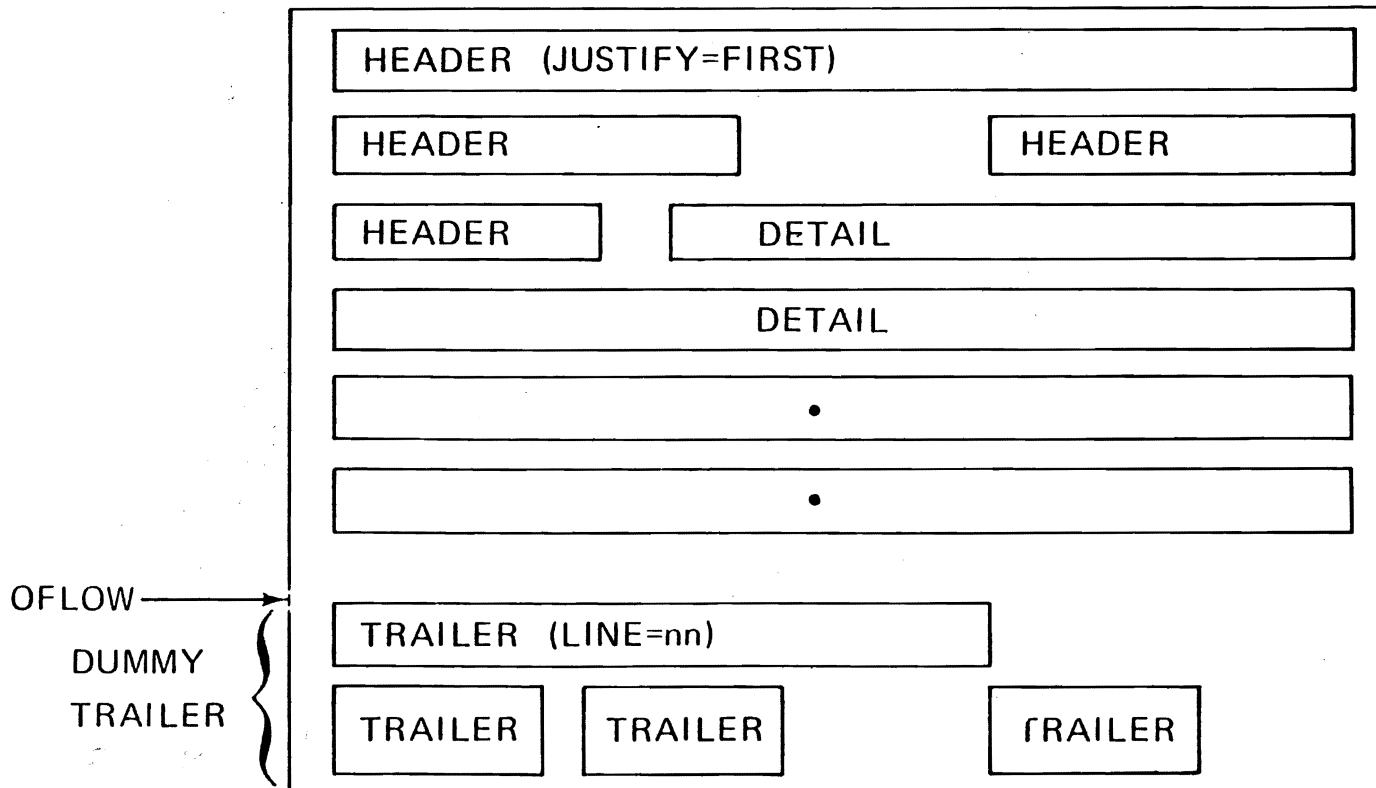 HEADER (JUSTIFY=FIRST)
HEADER HEADER
HEADER DETAIL
DETAIL
•
•
OFLOW
TRAILER (LINE=nn)
DUMMY
TRAILER
TRAILER TRAILER TRAILER